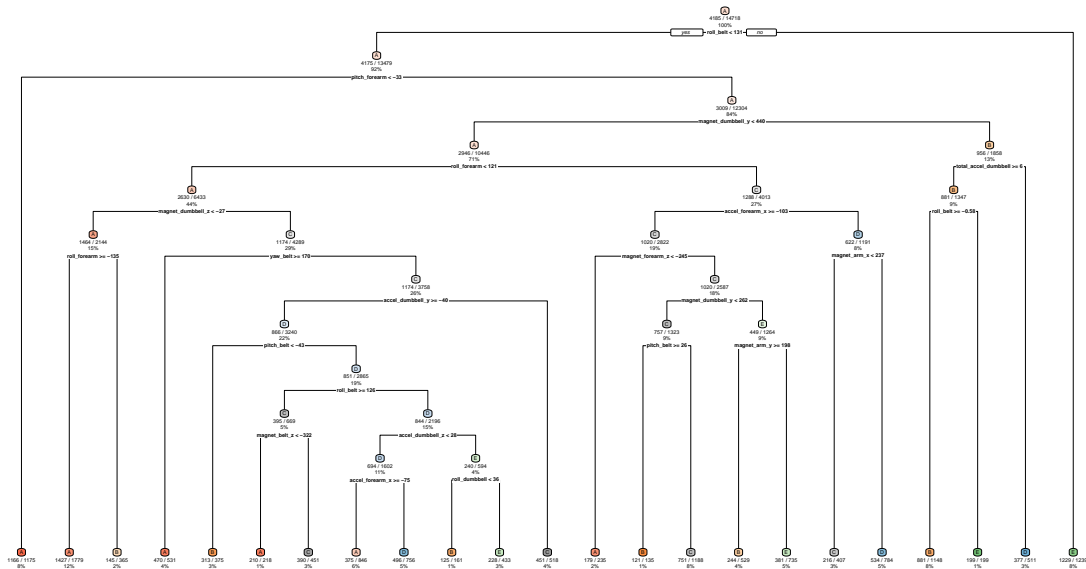 A
4185 / 14718
100%
yes roll_belt < 131 no
A
4175 / 13479
92%
pitch_forearm < −33
A
3009 / 12304
84%
magnet_dumbbell_y < 440
A
2946 / 10446
71%
roll_forearm < 121
B
956 / 1858
13%
total_accel_dumbbell >= 6
A
2630 / 6433
44%
magnet_dumbbell_z < −27
C
1288 / 4013
27%
accel_forearm_x >= −103
B
881 / 1347
9%
roll_belt >= −0.58
A
1464 / 2144
15%
roll_forearm >= −135
C
1174 / 4289
29%
yaw_belt >= 170
C
1020 / 2822
19%
magnet_forearm_z < −245
D
622 / 1191
8%
magnet_arm_x < 237
C
1174 / 3758
26%
accel_dumbbell_y >= −40
C
1020 / 2587
18%
magnet_dumbbell_y < 262
D
866 / 3240
22%
pitch_belt < −43
C
757 / 1323
9%
pitch_belt >= 26
E
449 / 1264
9%
magnet_arm_y >= 198
D
851 / 2865
19%
roll_belt >= 126
C
395 / 669
5%
magnet_belt_z < −322
D
844 / 2196
15%
accel_dumbbell_z < 28
D
694 / 1602
11%
accel_forearm_x >= −75
E
240 / 594
4%
roll_dumbbell < 36
A A B A B A C A D B E C A B C B E C D B E D E
1166 / 1175 1427 / 1779 145 / 365 470 / 531 313 / 375 210 / 218 390 / 451 375 / 846 498 / 756 125 / 161 228 / 433 451 / 518 179 / 235 121 / 135 751 / 1188 244 / 529 381 / 735 216 / 407 534 / 784 881 / 1148 199 / 199 377 / 511 1229 / 1239
8% 12% 2% 4% 3% 1% 3% 6% 5% 1% 3% 4% 2% 1% 8% 4% 5% 3% 5% 8% 1% 3% 8%